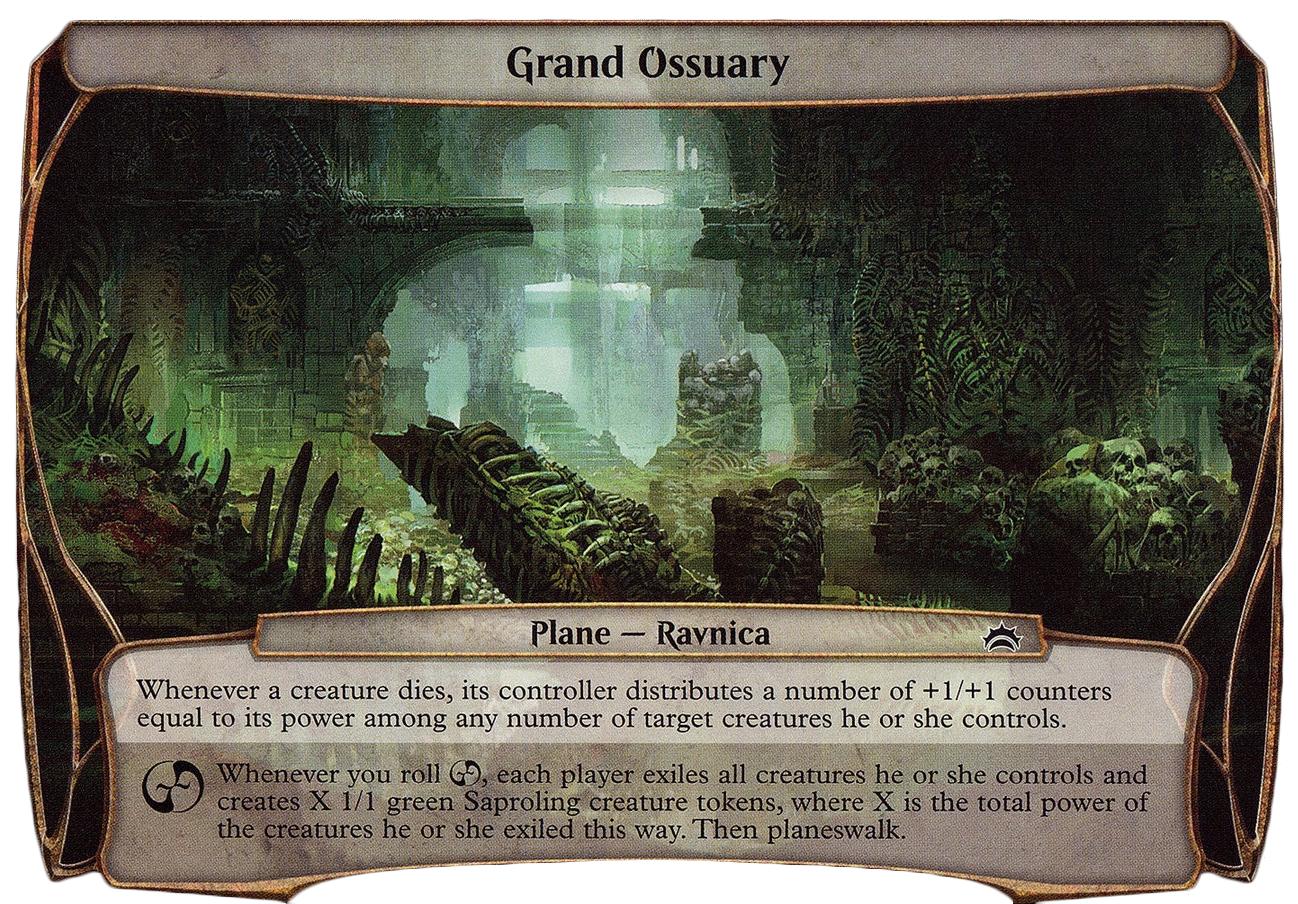 Grand Ossuary
Plane — Ravnica
Whenever a creature dies, its controller distributes a number of +1/+1 counters
equal to its power among any number of target creatures he or she controls.
Whenever you roll , each player exiles all creatures he or she controls and
creates X 1/1 green Saproling creature tokens, where X is the total power of
the creatures he or she exiled this way. Then planeswalk.